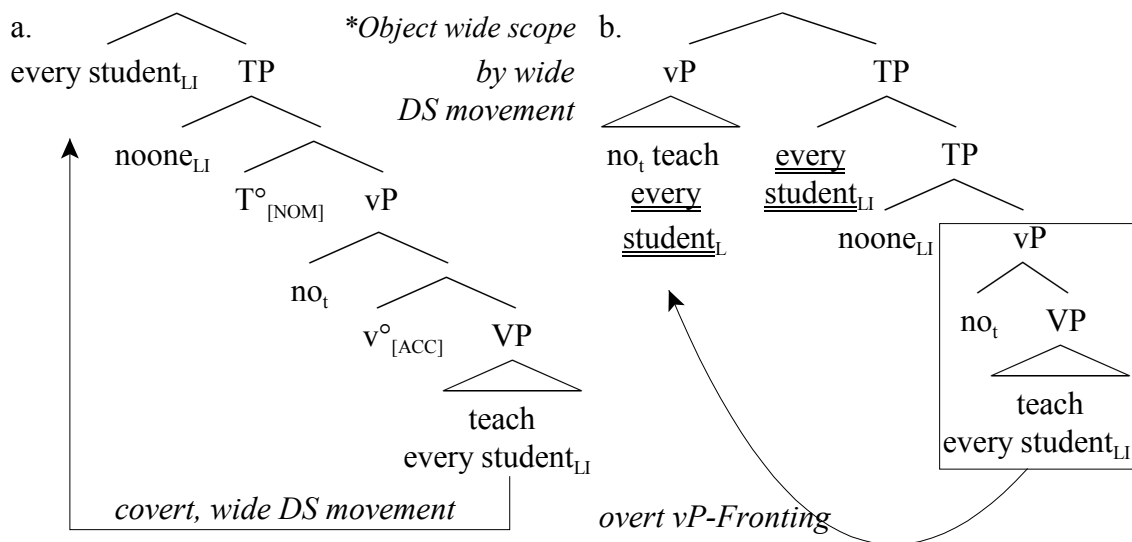 a.
*Object wide scope
by wide
DS movement
every student_LI TP
noone_LI
T°_[NOM] vP
no_t
v°_[ACC] VP
teach
every student_LI
covert, wide DS movement
b.
vP TP
no_t teach
every
student_L
every
student_LI
TP
noone_LI vP
no_t VP
teach
every student_LI
overt vP-Fronting